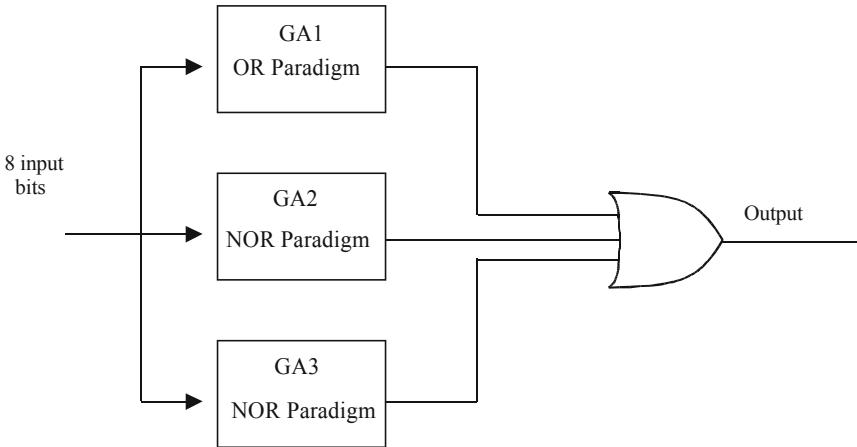 GA1
OR Paradigm
8 input
bits
GA2
NOR Paradigm
Output
GA3
NOR Paradigm